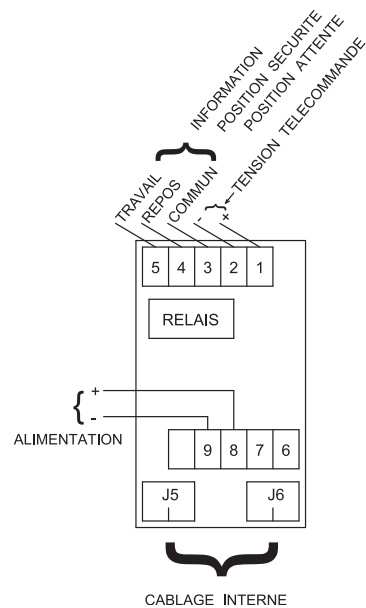 INFORMATION
POSITION SECURITE
POSITION ATTENTE
TENSION TELECOMMANDE
TRAVAIL
REPOS
COMMUN
- +
5 4 3 2 1
RELAIS
+
-
ALIMENTATION
9 8 7 6
J5 J6
CABLAGE INTERNE